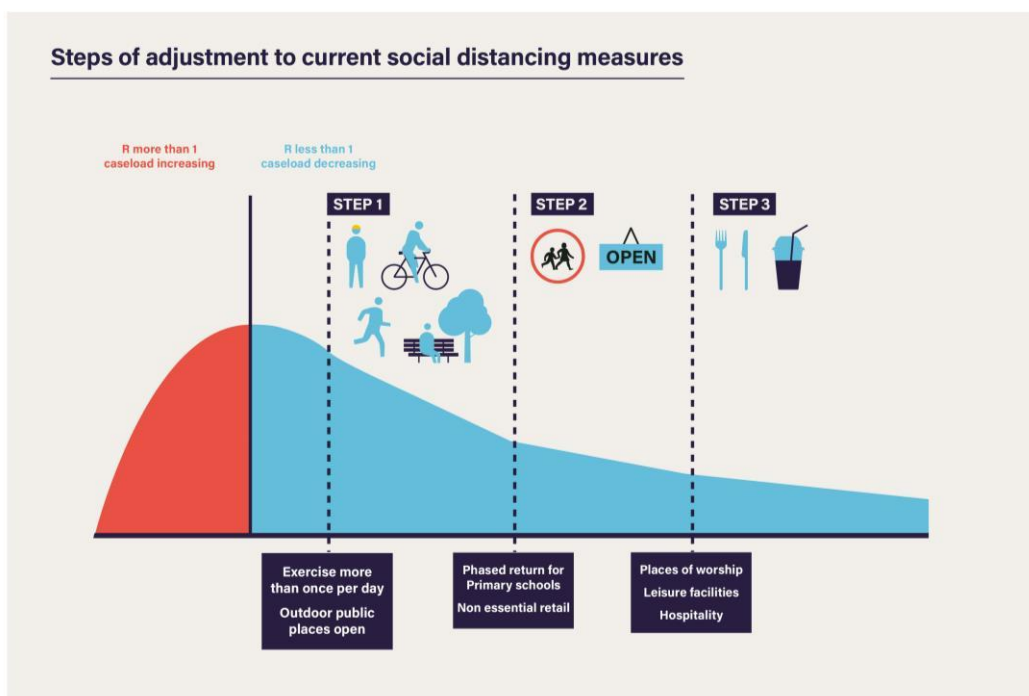 Steps of adjustment to current social distancing measures
R more than 1
caseload increasing
R less than 1
caseload decreasing
STEP 1
STEP 2
STEP 3
OPEN
Exercise more
than once per day
Outdoor public
places open
Phased return for
Primary schools
Non essential retail
Places of worship
Leisure facilities
Hospitality